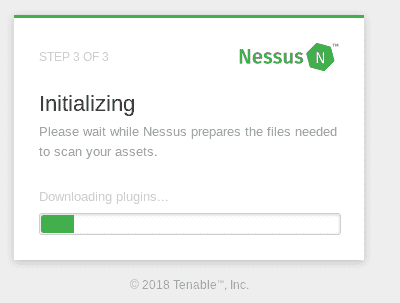 STEP 3 OF 3
Nessus N™
Initializing
Please wait while Nessus prepares the files needed
to scan your assets.
Downloading plugins...
© 2018 Tenable™, Inc.